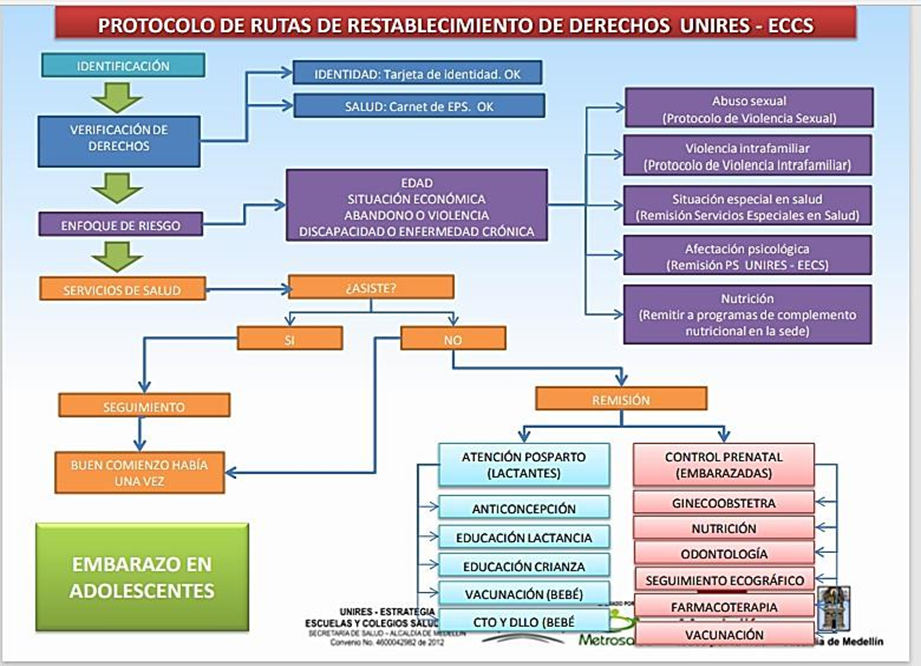 PROTOCOLO DE RUTAS DE RESTABLECIMIENTO DE DERECHOS UNIRES - ECCS
IDENTIFICACIÓN
IDENTIDAD: Tarjeta de identidad. OK
SALUD: Carnet de EPS. OK
VERIFICACIÓN DE
DERECHOS
Abuso sexual
(Protocolo de Violencia Sexual)
Violencia intrafamiliar
(Protocolo de Violencia Intrafamiliar)
EDAD
SITUACIÓN ECONÓMICA
ABANDONO O VIOLENCIA
DISCAPACIDAD O ENFERMEDAD CRÓNICA
Situación especial en salud
(Remisión Servicios Especiales en Salud)
ENFOQUE DE RIESGO
Afectación psicológica
(Remisión PS UNIRES - EECS)
SERVICIOS DE SALUD
¿ASISTE?
Nutrición
(Remitir a programas de complemento
nutricional en la sede)
SI
NO
SEGUIMIENTO
REMISIÓN
BUEN COMIENZO HABÍA
UNA VEZ
ATENCIÓN POSPARTO
(LACTANTES)
ANTICONCEPCIÓN
EDUCACIÓN LACTANCIA
EDUCACIÓN CRIANZA
VACUNACIÓN (BEBÉ)
CTO Y DLLO (BEBÉ
CONTROL PRENATAL
(EMBARAZADAS)
GINECOOBSTETRA
NUTRICIÓN
ODONTOLOGÍA
SEGUIMIENTO ECOGRÁFICO
FARMACOTERAPIA
VACUNACIÓN
EMBARAZO EN
ADOLESCENTES
UNIRES - ESTRATEGIA
ESCUELAS Y COLEGIOS SALUD
SECRETARÍA DE SALUD – ALCALDÍA DE MEDELLÍN
Convenio No. 4600042982 de 2012
Metrosa
de Medellín